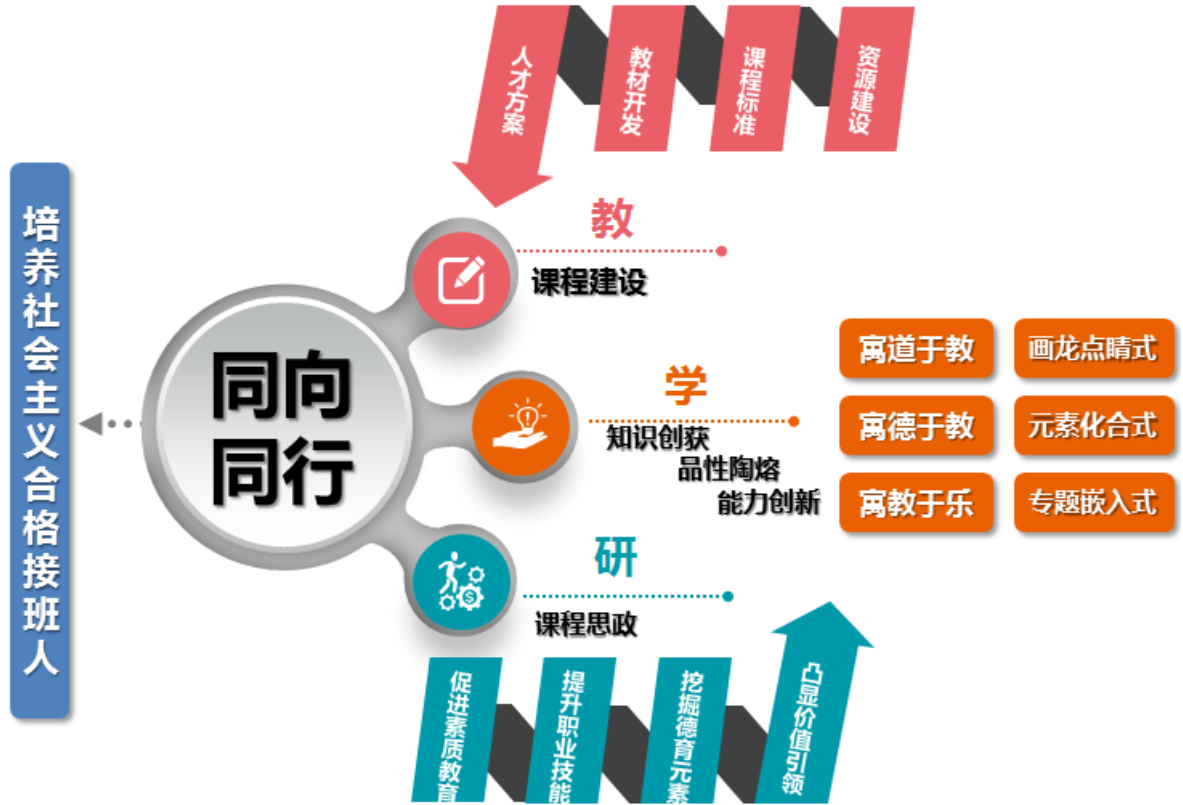 人才方案
教材开发
课程标准
资源建设
培养社会主义合格接班人
教
课程建设
同向
同行
学
知识创获
品性陶熔
能力创新
寓道于教
画龙点睛式
寓德于教
元素化合式
寓教于乐
专题嵌入式
研
课程思政
促进素质教育
提升职业技能
挖掘德育元素
凸显价值引领
$